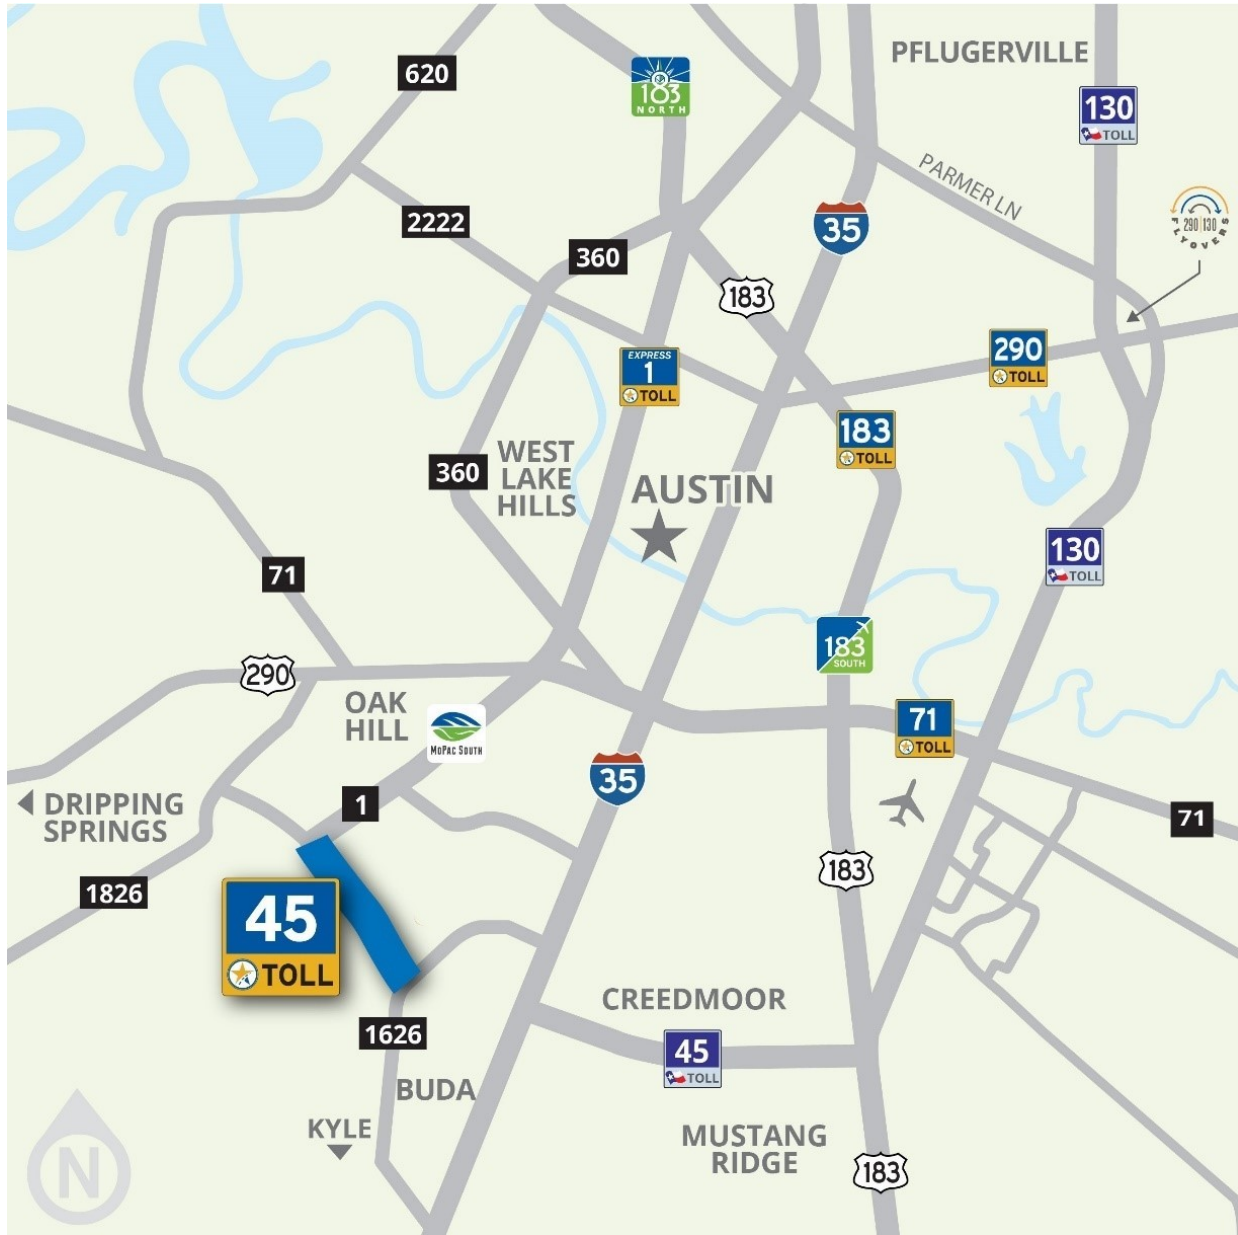 PFLUGERVILLE
620
183
NORTH
130
TOLL
PARMER LN
2222
35
290 130
FLYOVERS
360
183
EXPRESS
1
TOLL
290
TOLL
183
TOLL
WEST
LAKE
HILLS
360
AUSTIN
130
TOLL
71
183
SOUTH
290
OAK
HILL
MOPAC SOUTH
71
TOLL
35
1
DRIPPING
SPRINGS
71
183
1826
45
TOLL
CREEDMOOR
1626
45
TOLL
BUDA
KYLE
MUSTANG
RIDGE
183
N